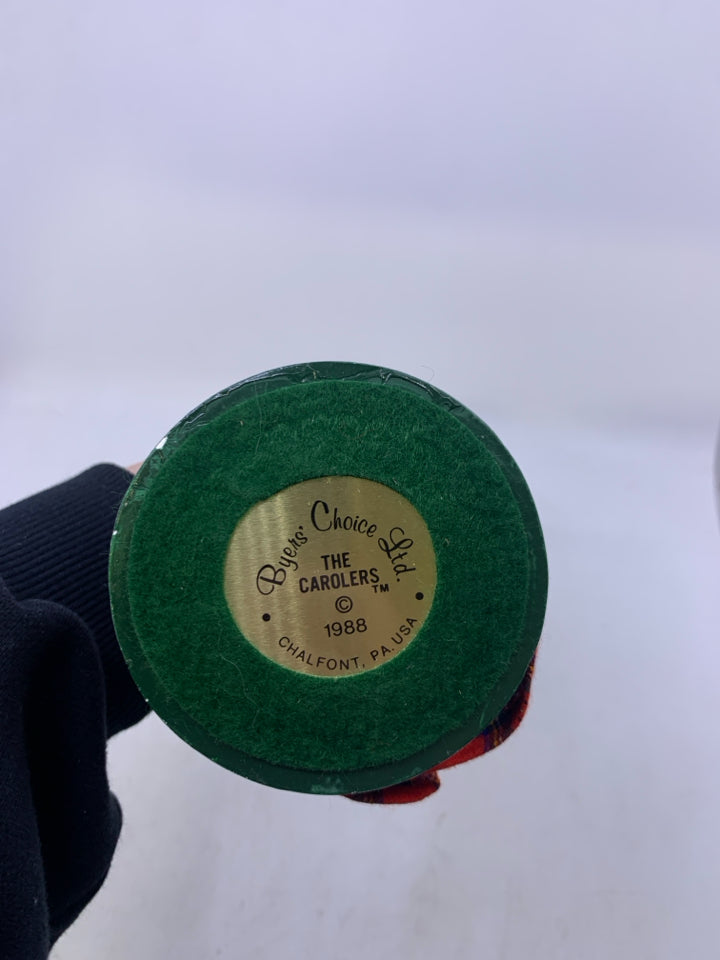 Byers' Choice Ltd.
THE
CAROLERS™
©
1988
CHALFONT, PA. USA